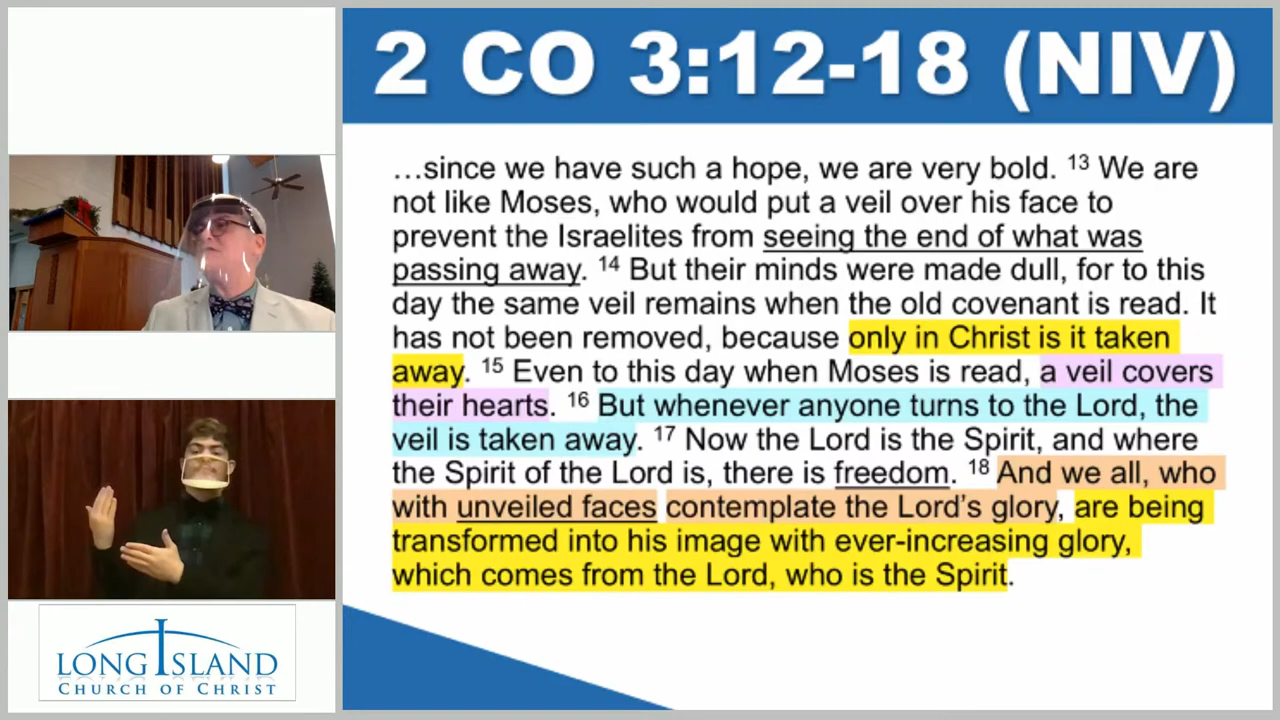 2 CO 3:12-18 (NIV)
…since we have such a hope, we are very bold. 13 We are
not like Moses, who would put a veil over his face to
prevent the Israelites from seeing the end of what was
passing away. 14 But their minds were made dull, for to this
day the same veil remains when the old covenant is read. It
has not been removed, because only in Christ is it taken
away. 15 Even to this day when Moses is read, a veil covers
their hearts. 16 But whenever anyone turns to the Lord, the
veil is taken away. 17 Now the Lord is the Spirit, and where
the Spirit of the Lord is, there is freedom. 18 And we all, who
with unveiled faces contemplate the Lord’s glory, are being
transformed into his image with ever-increasing glory,
which comes from the Lord, who is the Spirit.
LONG ISLAND
CHURCH OF CHRIST